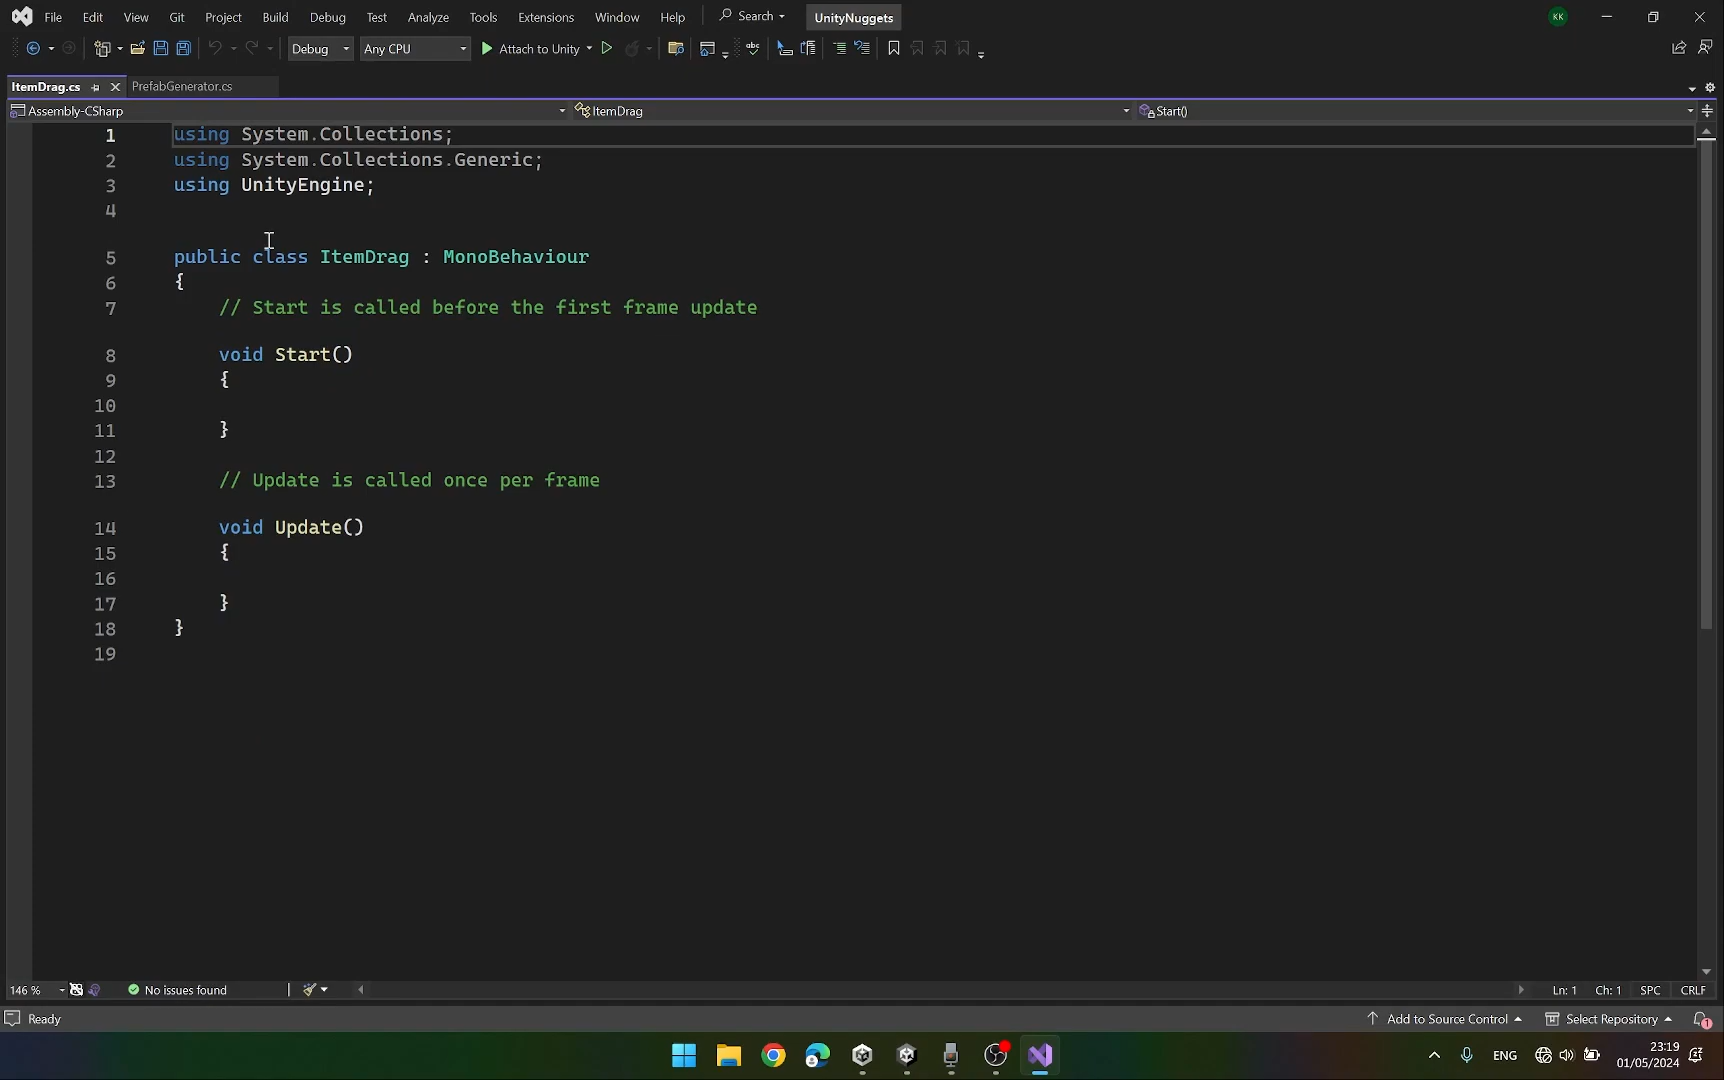 File Edit View Git Project Build Debug Test Analyze Tools Extensions Window Help Search UnityNuggets KK
Debug Any CPU Attach to Unity abc
ItemDrag.cs PrefabGenerator.cs
Assembly-CSharp ItemDrag Start()
1 using System.Collections;
2 using System.Collections.Generic;
3 using UnityEngine;
4
5 public class ItemDrag : MonoBehaviour
6 {
7 // Start is called before the first frame update
8 void Start()
9 {
10
11 }
12
13 // Update is called once per frame
14 void Update()
15 {
16
17 }
18 }
19
146 % No issues found Ln: 1 Ch: 1 SPC CRLF
Ready Add to Source Control Select Repository 1
ENG 23:19
01/05/2024